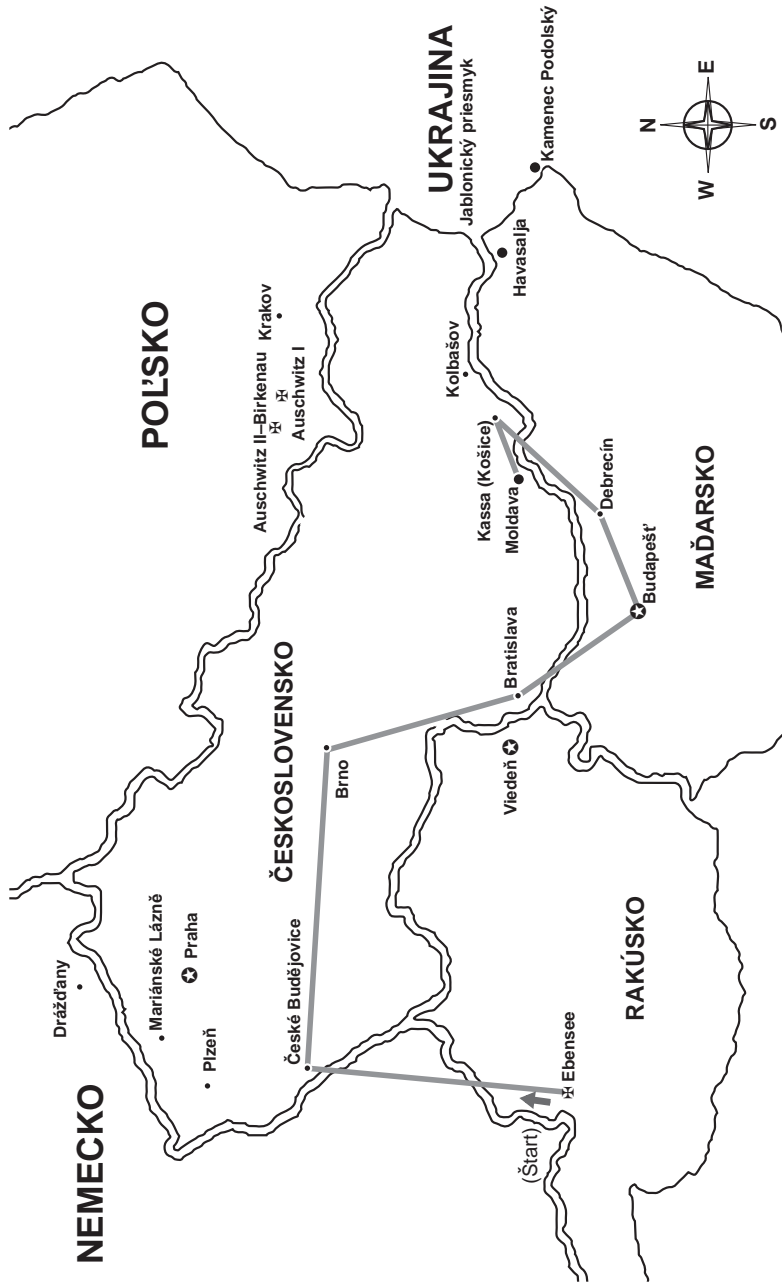 NEMECKO
Drážďany
Mariánské Lázně
Praha
Plzeň
POĽSKO
Auschwitz II–Birkenau
Krakov
Auschwitz I
ČESKOSLOVENSKO
České Budějovice
Brno
UKRAJINA
Jablonický priesmyk
Kolbašov
Kassa (Košice)
Moldava
Havasalja
Kamenec Podolský
Bratislava
Viedeň
Debrecín
Budapešť
MAĎARSKO
RAKÚSKO
(Štart)
Ebensee
N
W
E
S